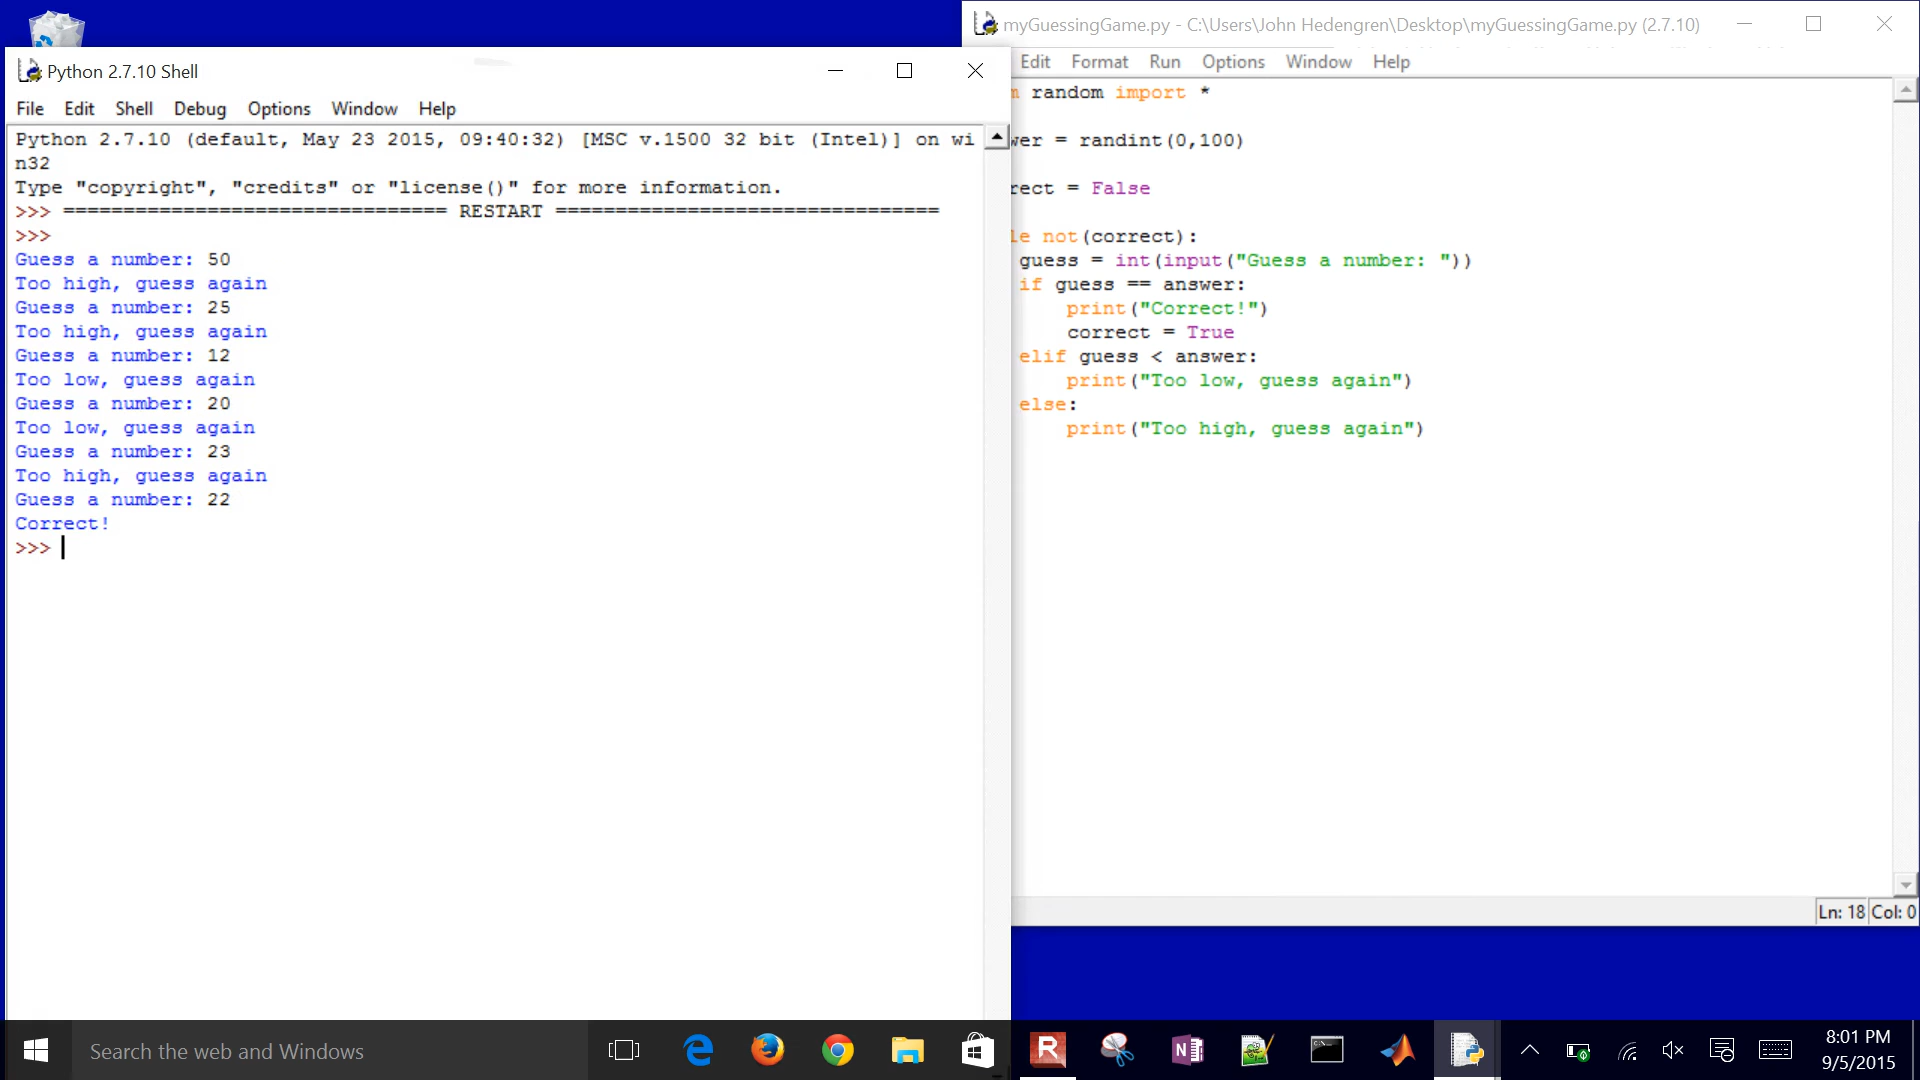 myGuessingGame.py - C:\Users\John Hedengren\Desktop\myGuessingGame.py (2.7.10)
Edit Format Run Options Window Help
random import *
= randint(0,100)
= False
not(correct):
guess = int(input("Guess a number: "))
if guess == answer:
print("Correct!")
correct = True
elif guess < answer:
print("Too low, guess again")
else:
print("Too high, guess again")
Ln: 18 Col: 0
Python 2.7.10 Shell
File Edit Shell Debug Options Window Help
Python 2.7.10 (default, May 23 2015, 09:40:32) [MSC v.1500 32 bit (Intel)] on wi
n32
Type "copyright", "credits" or "license()" for more information.
>>> ================================ RESTART ================================
>>>
Guess a number: 50
Too high, guess again
Guess a number: 25
Too high, guess again
Guess a number: 12
Too low, guess again
Guess a number: 20
Too low, guess again
Guess a number: 23
Too high, guess again
Guess a number: 22
Correct!
>>>
Search the web and Windows
8:01 PM
9/5/2015